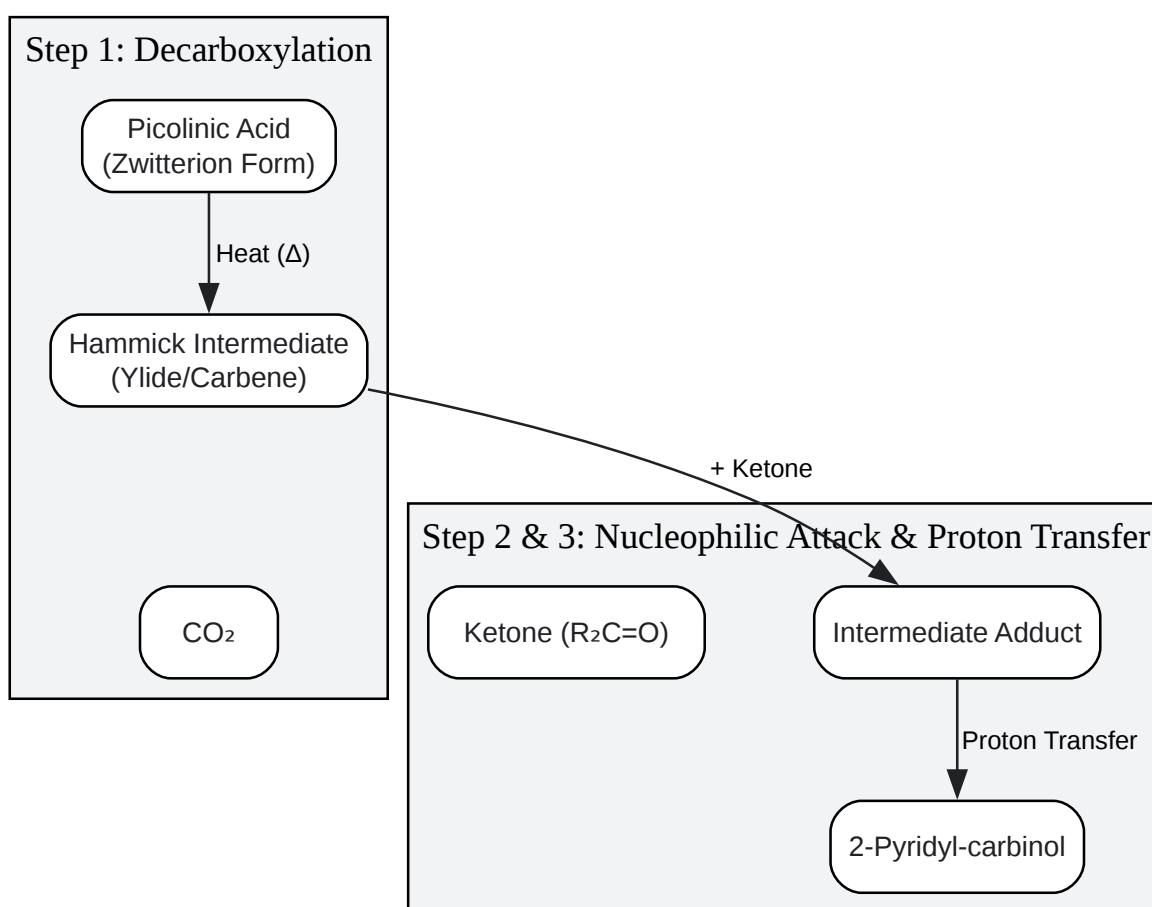 Step 1: Decarboxylation
Picolinic Acid
(Zwitterion Form)
Heat (Δ)
Hammick Intermediate
(Ylide/Carbene)
+ Ketone
Step 2 & 3: Nucleophilic Attack & Proton Transfer
CO₂
Ketone (R₂C=O)
Intermediate Adduct
Proton Transfer
2-Pyridyl-carbinol